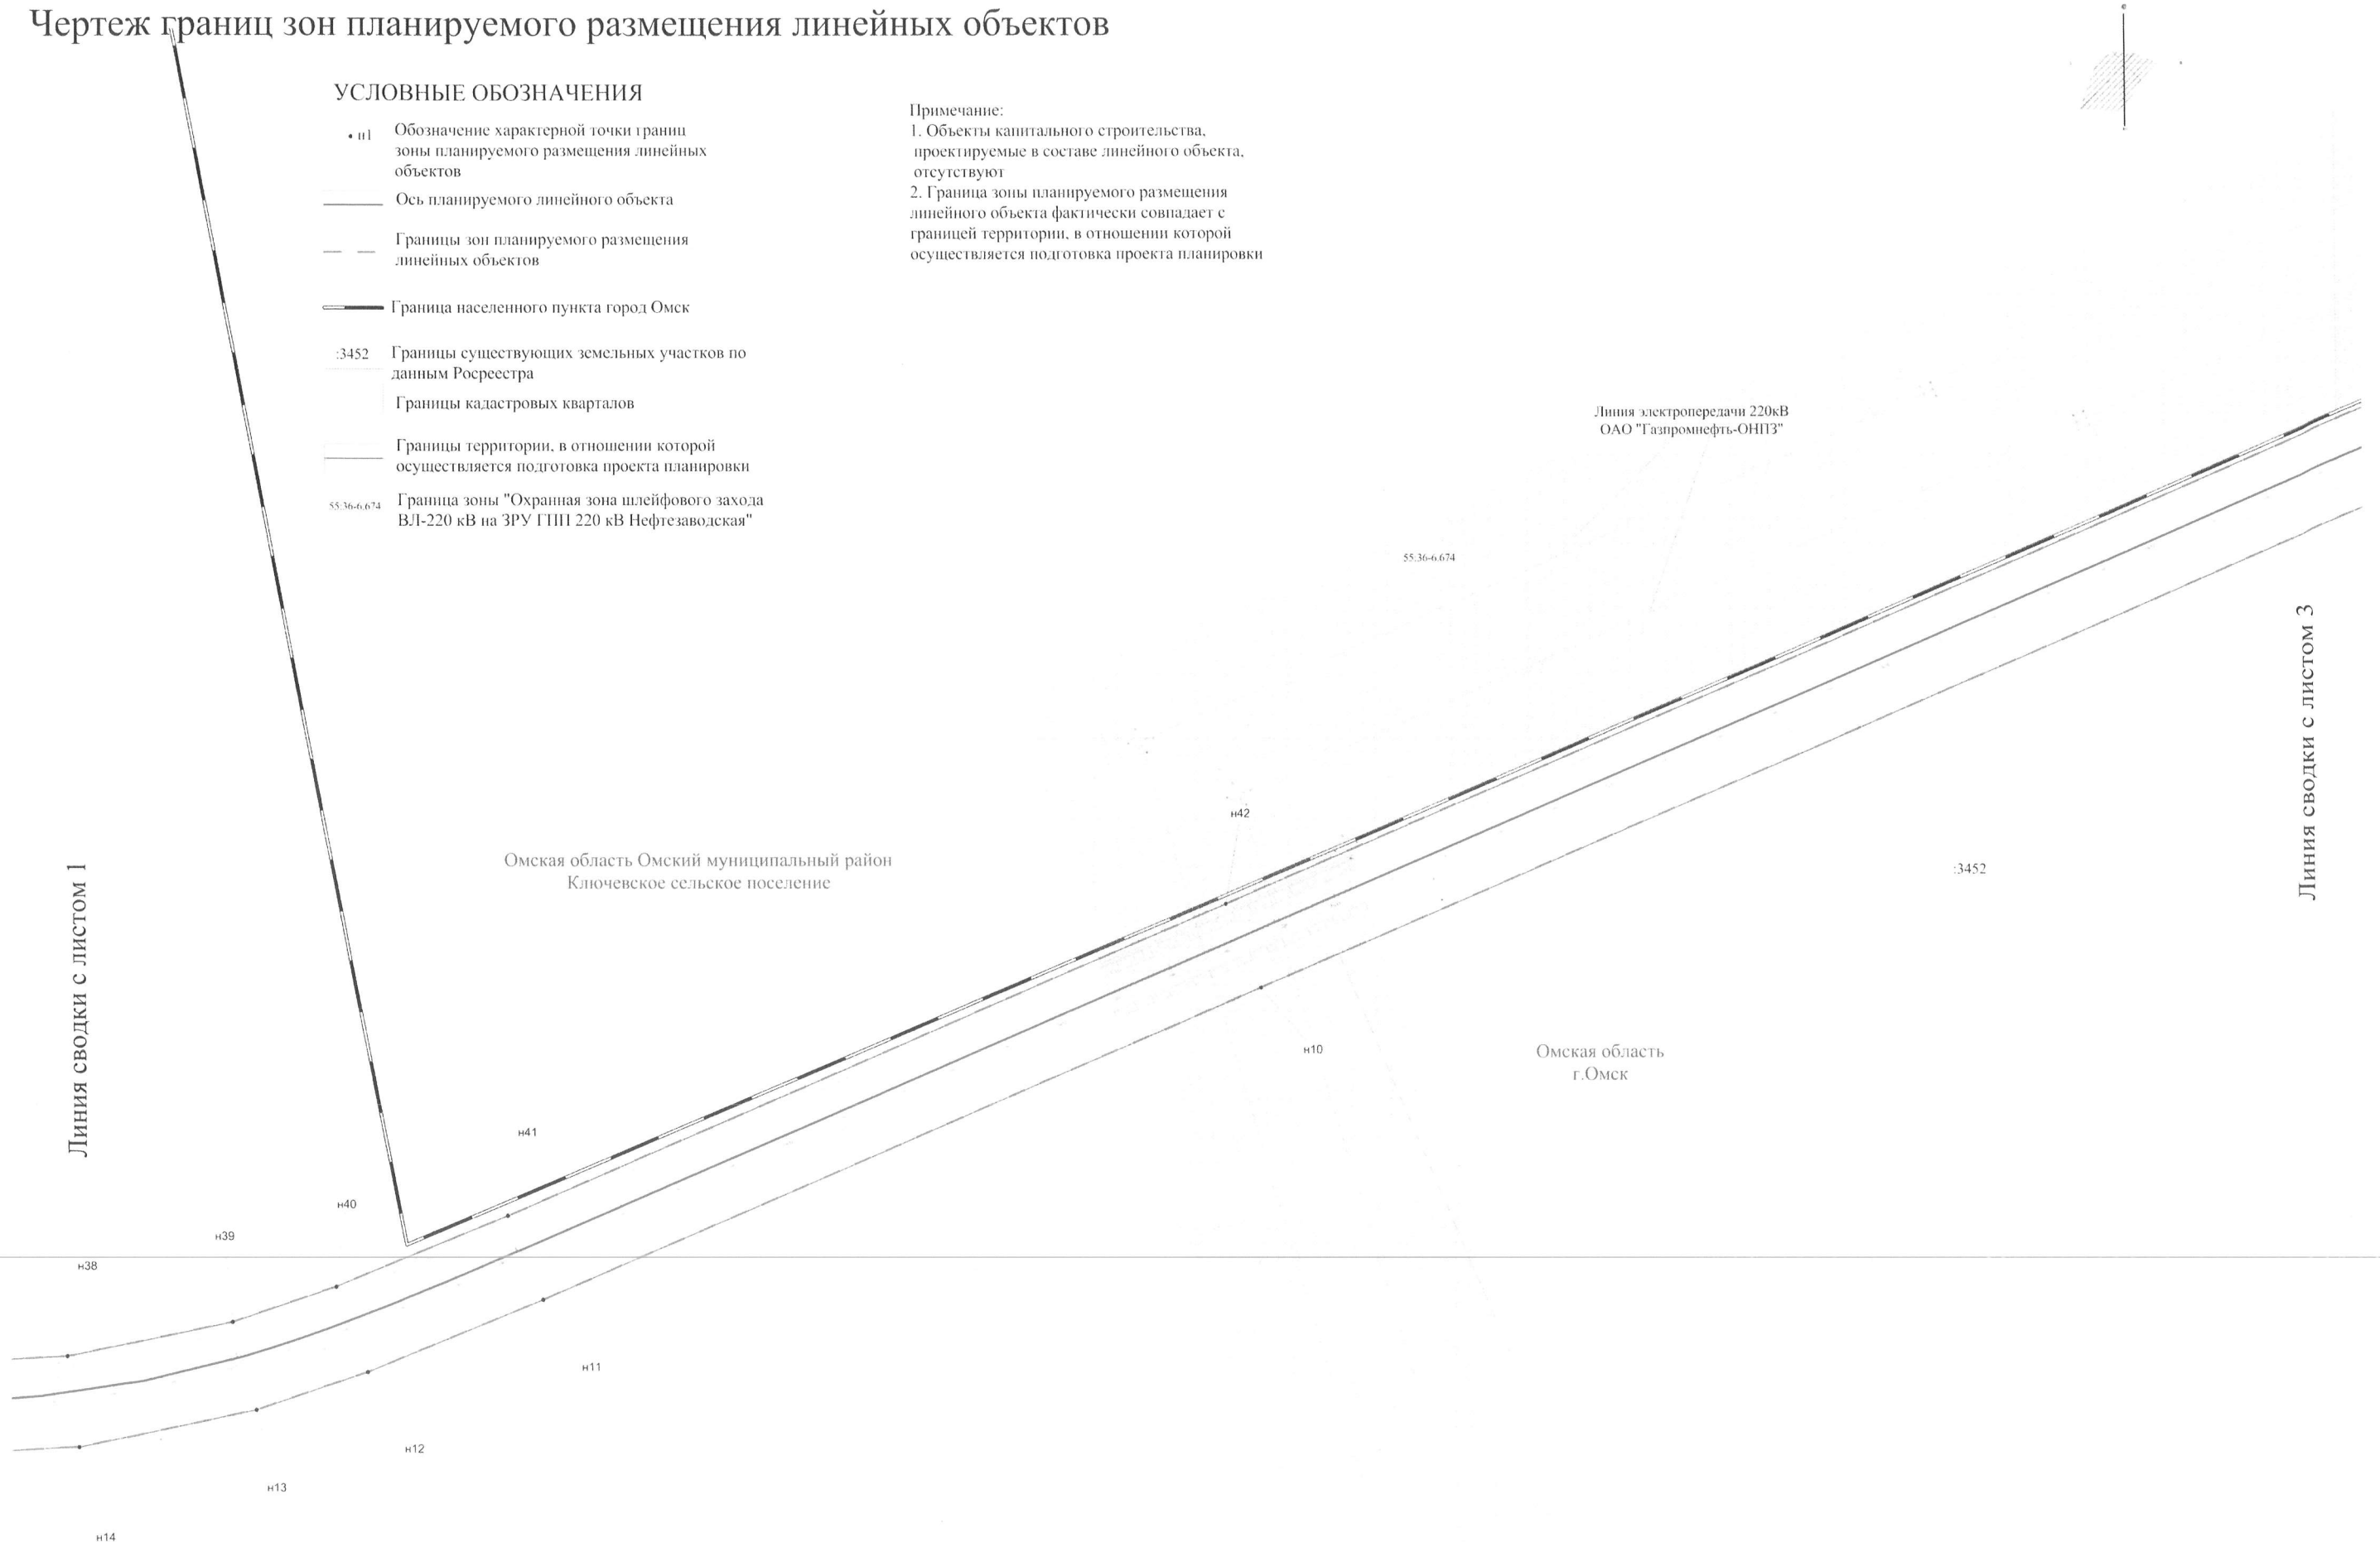 Чертеж границ зон планируемого размещения линейных объектов
УСЛОВНЫЕ ОБОЗНАЧЕНИЯ
н1
Обозначение характерной точки границ
зоны планируемого размещения линейных
объектов
Ось планируемого линейного объекта
Границы зон планируемого размещения
линейных объектов
Граница населенного пункта город Омск
:3452
Границы существующих земельных участков по
данным Росреестра
Границы кадастровых кварталов
Границы территории, в отношении которой
осуществляется подготовка проекта планировки
55:36-6.674
Граница зоны "Охранная зона шлейфового захода
ВЛ-220 кВ на ЗРУ ГПП 220 кВ Нефтезаводская"
Примечание:
1. Объекты капитального строительства,
проектируемые в составе линейного объекта,
отсутствуют
2. Граница зоны планируемого размещения
линейного объекта фактически совпадает с
границей территории, в отношении которой
осуществляется подготовка проекта планировки
Линия электропередачи 220кВ
ОАО "Газпромнефть-ОНПЗ"
55:36-6.674
Линия сводки с листом 3
н42
Омская область Омский муниципальный район
Ключевское сельское поселение
:3452
Линия сводки с листом 1
н10
Омская область
г.Омск
н41
н40
н39
н38
н11
н12
н13
н14